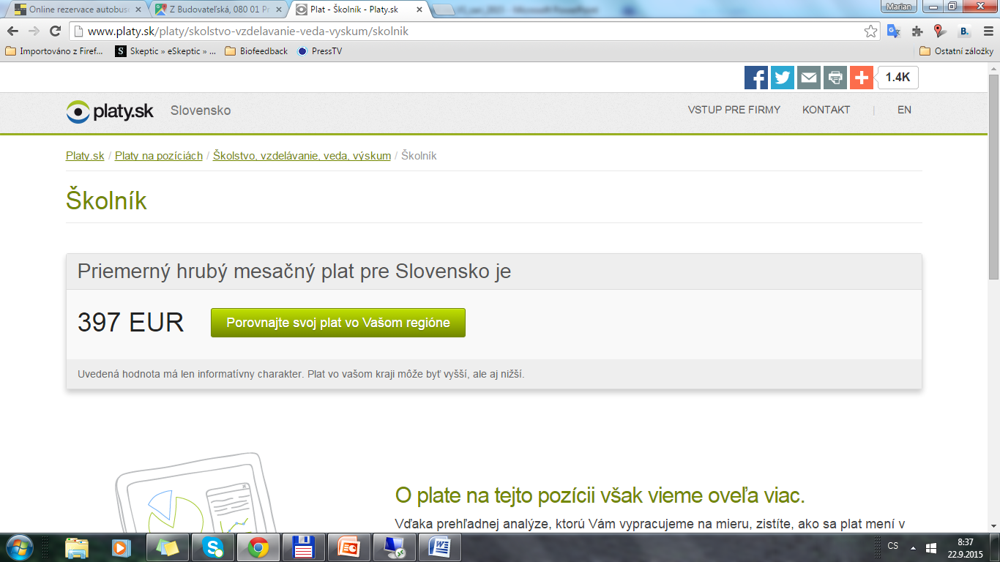 Online rezervace autobus
Z Budovateľská, 080 01 Pr
Plat - Školník - Platy.sk
Microsoft PowerPoint
Marian
www.platy.sk/platy/skolstvo-vzdelavanie-veda-vyskum/skolnik
B.
Importováno z Firef...
S
Skeptic » eSkeptic » ...
Biofeedback
PressTV
Ostatní záložky
1.4K
platy.sk
Slovensko
VSTUP PRE FIRMY
KONTAKT
|
EN
Platy.sk / Platy na pozíciách / Školstvo, vzdelávanie, veda, výskum / Školník
Školník
Priemerný hrubý mesačný plat pre Slovensko je
397 EUR
Porovnajte svoj plat vo Vašom regióne
Uvedená hodnota má len informatívny charakter. Plat vo vašom kraji môže byť vyšší, ale aj nižší.
O plate na tejto pozícii však vieme oveľa viac.
Vďaka prehľadnej analýze, ktorú Vám vypracujeme na mieru, zistíte, ako sa plat mení v
CS
8:37
22.9.2015